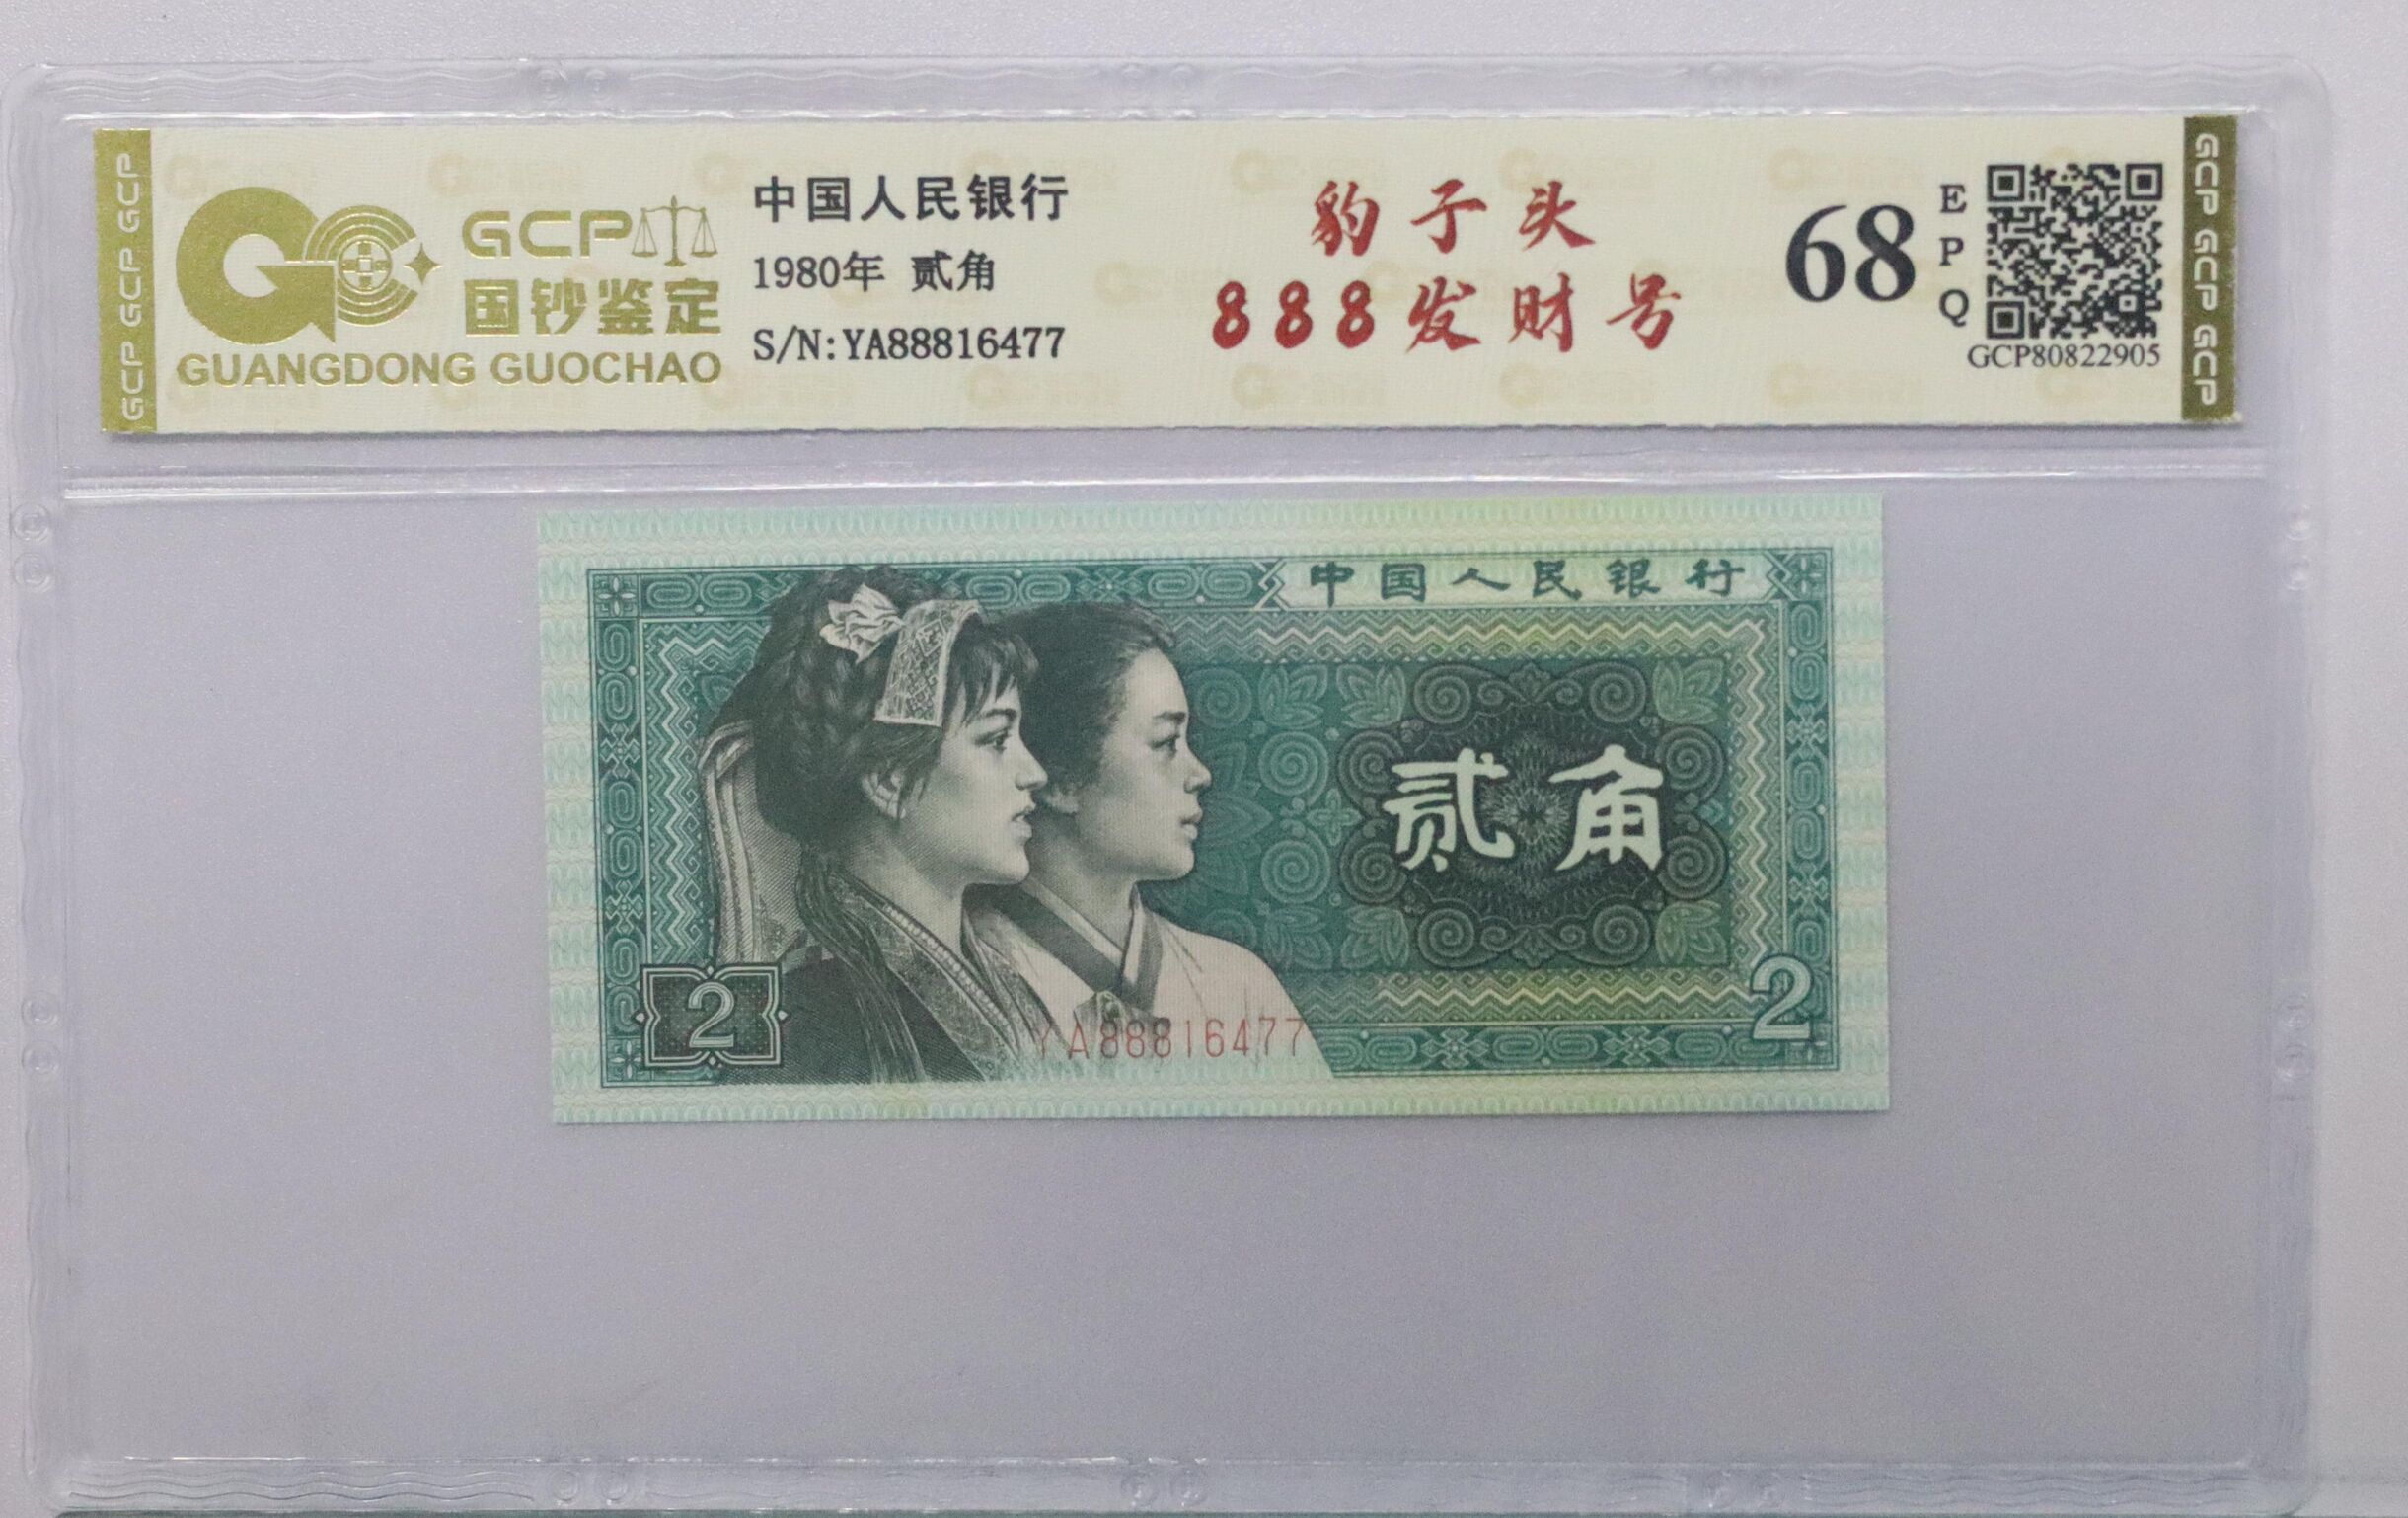 GCP GCP GCP
GCP
国钞鉴定
GUANGDONG GUOCHAO
中国人民银行
1980年 贰角
S/N:YA88816477
豹子头
888发财号
68
EPQ
GCP80822905
GCP GCP GCP
中国人民银行
贰角
2
YA88816477
2